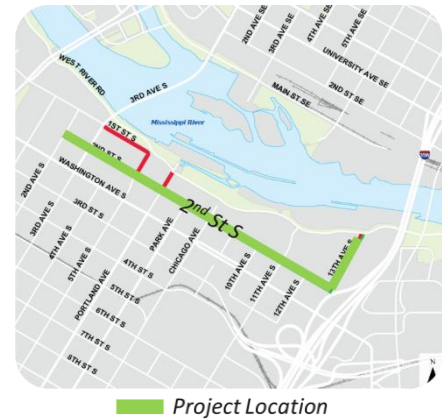 2ND AVE SE
3RD AVE SE
4TH AVE SE
5TH AVE SE
UNIVERSITY AVE SE
2ND ST SE
MAIN ST SE
WEST RIVER RD
3RD AVE S
Mississippi River
1ST ST S
2ND ST S
WASHINGTON AVE S
2ND AVE S
3RD AVE S
4TH AVE S
5TH AVE S
PORTLAND AVE
3RD ST S
4TH ST S
5TH ST S
6TH ST S
7TH ST S
8TH ST S
PARK AVE
CHICAGO AVE
2nd St S
10TH AVE S
11TH AVE S
12TH AVE S
13TH AVE S
N
Project Location